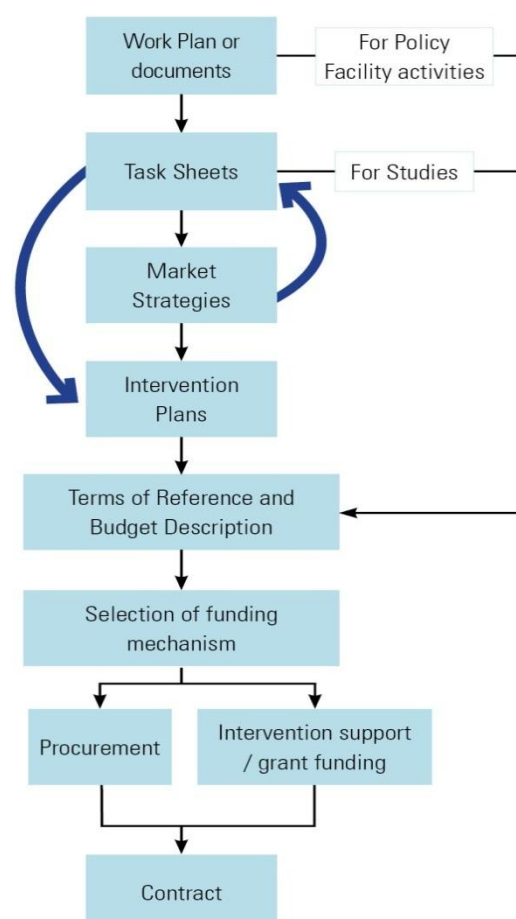 Work Plan or
documents
For Policy
Facility activities
Task Sheets
For Studies
Market
Strategies
Intervention
Plans
Terms of Reference and
Budget Description
Selection of funding
mechanism
Procurement
Intervention support
/ grant funding
Contract